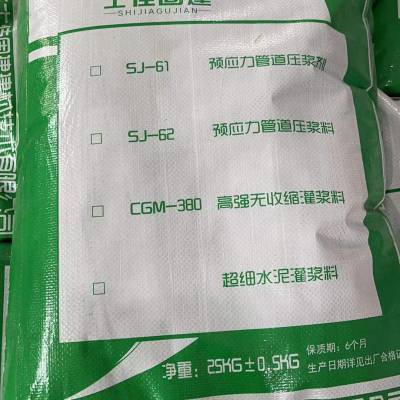 SHIJIAGUJIAN
SJ-61 预应力管道压浆剂
SJ-62 预应力管道压浆料
CGM-380 高强无收缩灌浆料
超细水泥灌浆料
净重：25KG±0.5KG
保质期：6个月
生产日期详见出厂合格证